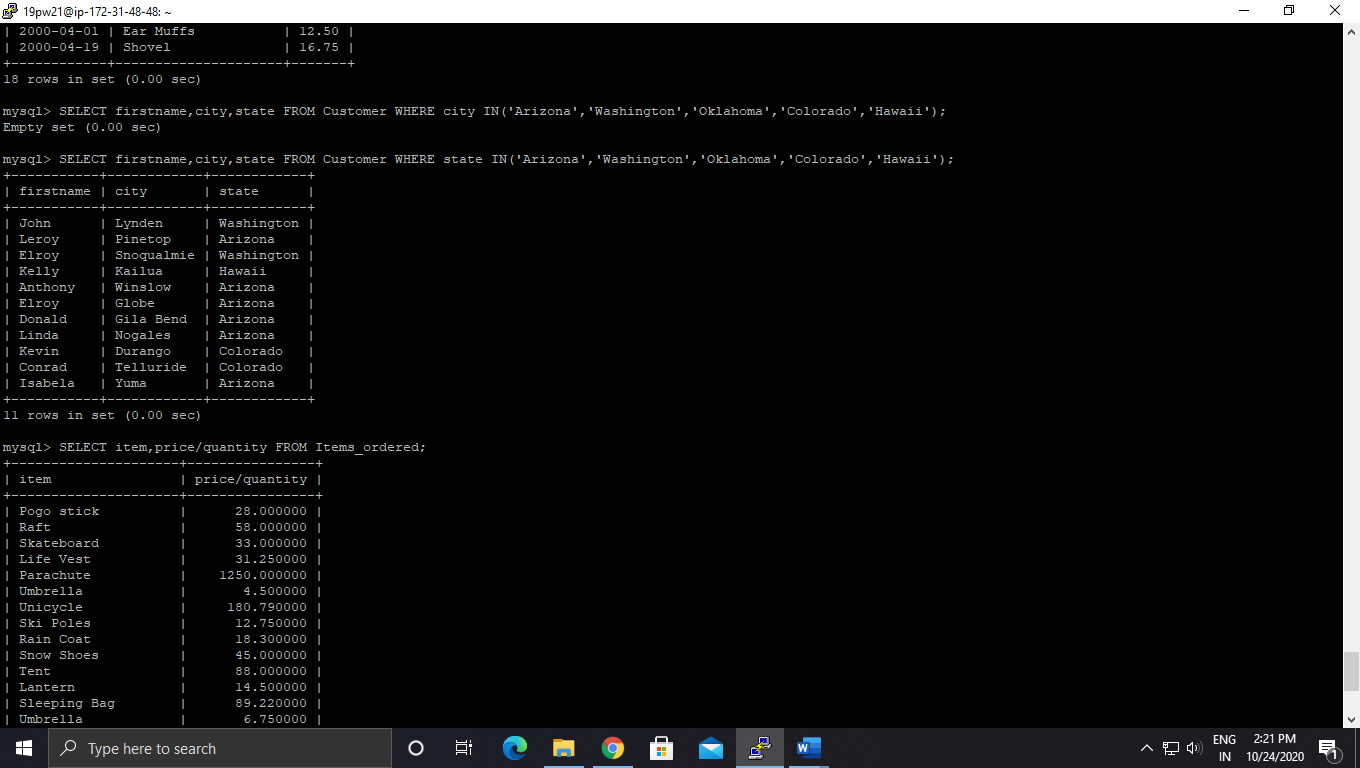 19pw21@ip-172-31-48-48: ~
| 2000-04-01 | Ear Muffs           | 12.50 |
| 2000-04-19 | Shovel              | 16.75 |
+------------+---------------------+-------+
18 rows in set (0.00 sec)
mysql> SELECT firstname,city,state FROM Customer WHERE city IN('Arizona','Washington','Oklahoma','Colorado','Hawaii');
Empty set (0.00 sec)
mysql> SELECT firstname,city,state FROM Customer WHERE state IN('Arizona','Washington','Oklahoma','Colorado','Hawaii');
+-----------+------------+------------+
| firstname | city       | state      |
+-----------+------------+------------+
| John      | Lynden     | Washington |
| Leroy     | Pinetop    | Arizona    |
| Elroy     | Snoqualmie | Washington |
| Kelly     | Kailua     | Hawaii     |
| Anthony   | Winslow    | Arizona    |
| Elroy     | Globe      | Arizona    |
| Donald    | Gila Bend  | Arizona    |
| Linda     | Nogales    | Arizona    |
| Kevin     | Durango    | Colorado   |
| Conrad    | Telluride  | Colorado   |
| Isabela   | Yuma       | Arizona    |
+-----------+------------+------------+
11 rows in set (0.00 sec)
mysql> SELECT item,price/quantity FROM Items_ordered;
+---------------------+----------------+
| item                | price/quantity |
+---------------------+----------------+
| Pogo stick          |      28.000000 |
| Raft                |      58.000000 |
| Skateboard          |      33.000000 |
| Life Vest           |      31.250000 |
| Parachute           |    1250.000000 |
| Umbrella            |       4.500000 |
| Unicycle            |     180.790000 |
| Ski Poles           |      12.750000 |
| Rain Coat           |      18.300000 |
| Snow Shoes          |      45.000000 |
| Tent                |      88.000000 |
| Lantern             |      14.500000 |
| Sleeping Bag        |      89.220000 |
| Umbrella            |       6.750000 |
Type here to search
ENG
IN
2:21 PM
10/24/2020
1